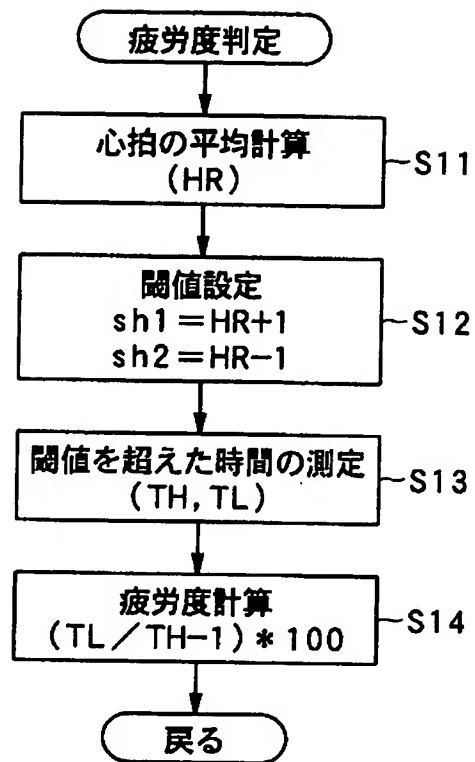 疲労度判定
心拍の平均計算
(HR)
S11
閾値設定
sh1=HR+1
sh2=HR-1
S12
閾値を超えた時間の測定
(TH, TL)
S13
疲労度計算
(TL/TH-1)*100
S14
戻る